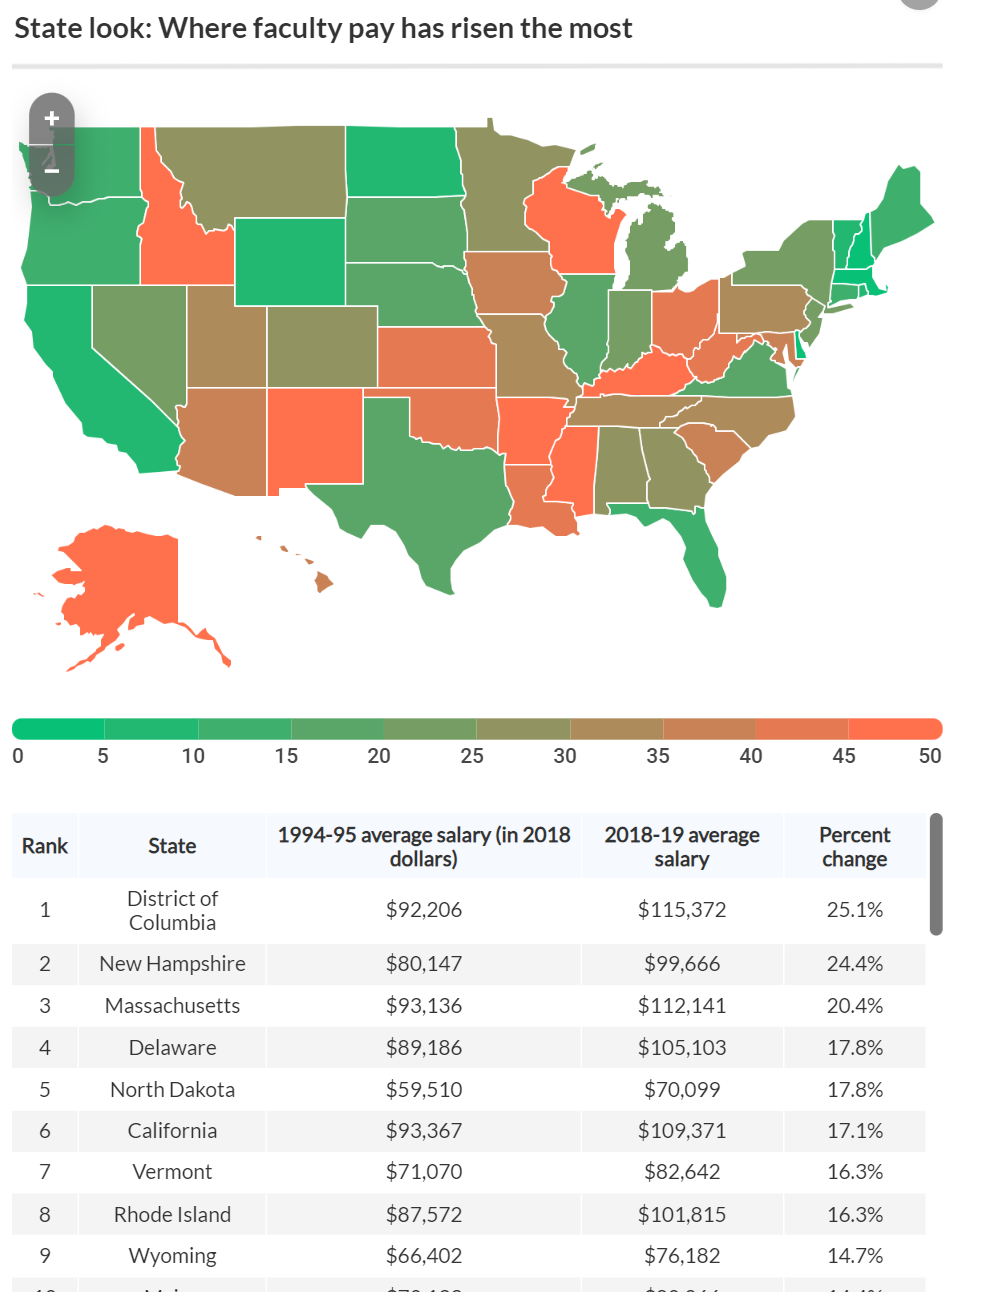 State look: Where faculty pay has risen the most
+
−
0 5 10 15 20 25 30 35 40 45 50
Rank State 1994-95 average salary (in 2018 dollars) 2018-19 average salary Percent change
1 District of Columbia $92,206 $115,372 25.1%
2 New Hampshire $80,147 $99,666 24.4%
3 Massachusetts $93,136 $112,141 20.4%
4 Delaware $89,186 $105,103 17.8%
5 North Dakota $59,510 $70,099 17.8%
6 California $93,367 $109,371 17.1%
7 Vermont $71,070 $82,642 16.3%
8 Rhode Island $87,572 $101,815 16.3%
9 Wyoming $66,402 $76,182 14.7%